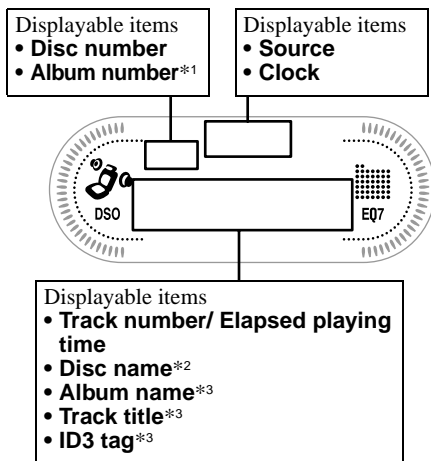 Displayable items
• Disc number
• Album number*1
Displayable items
• Source
• Clock
DSO
EQ7
Displayable items
• Track number/ Elapsed playing
time
• Disc name*2
• Album name*3
• Track title*3
• ID3 tag*3